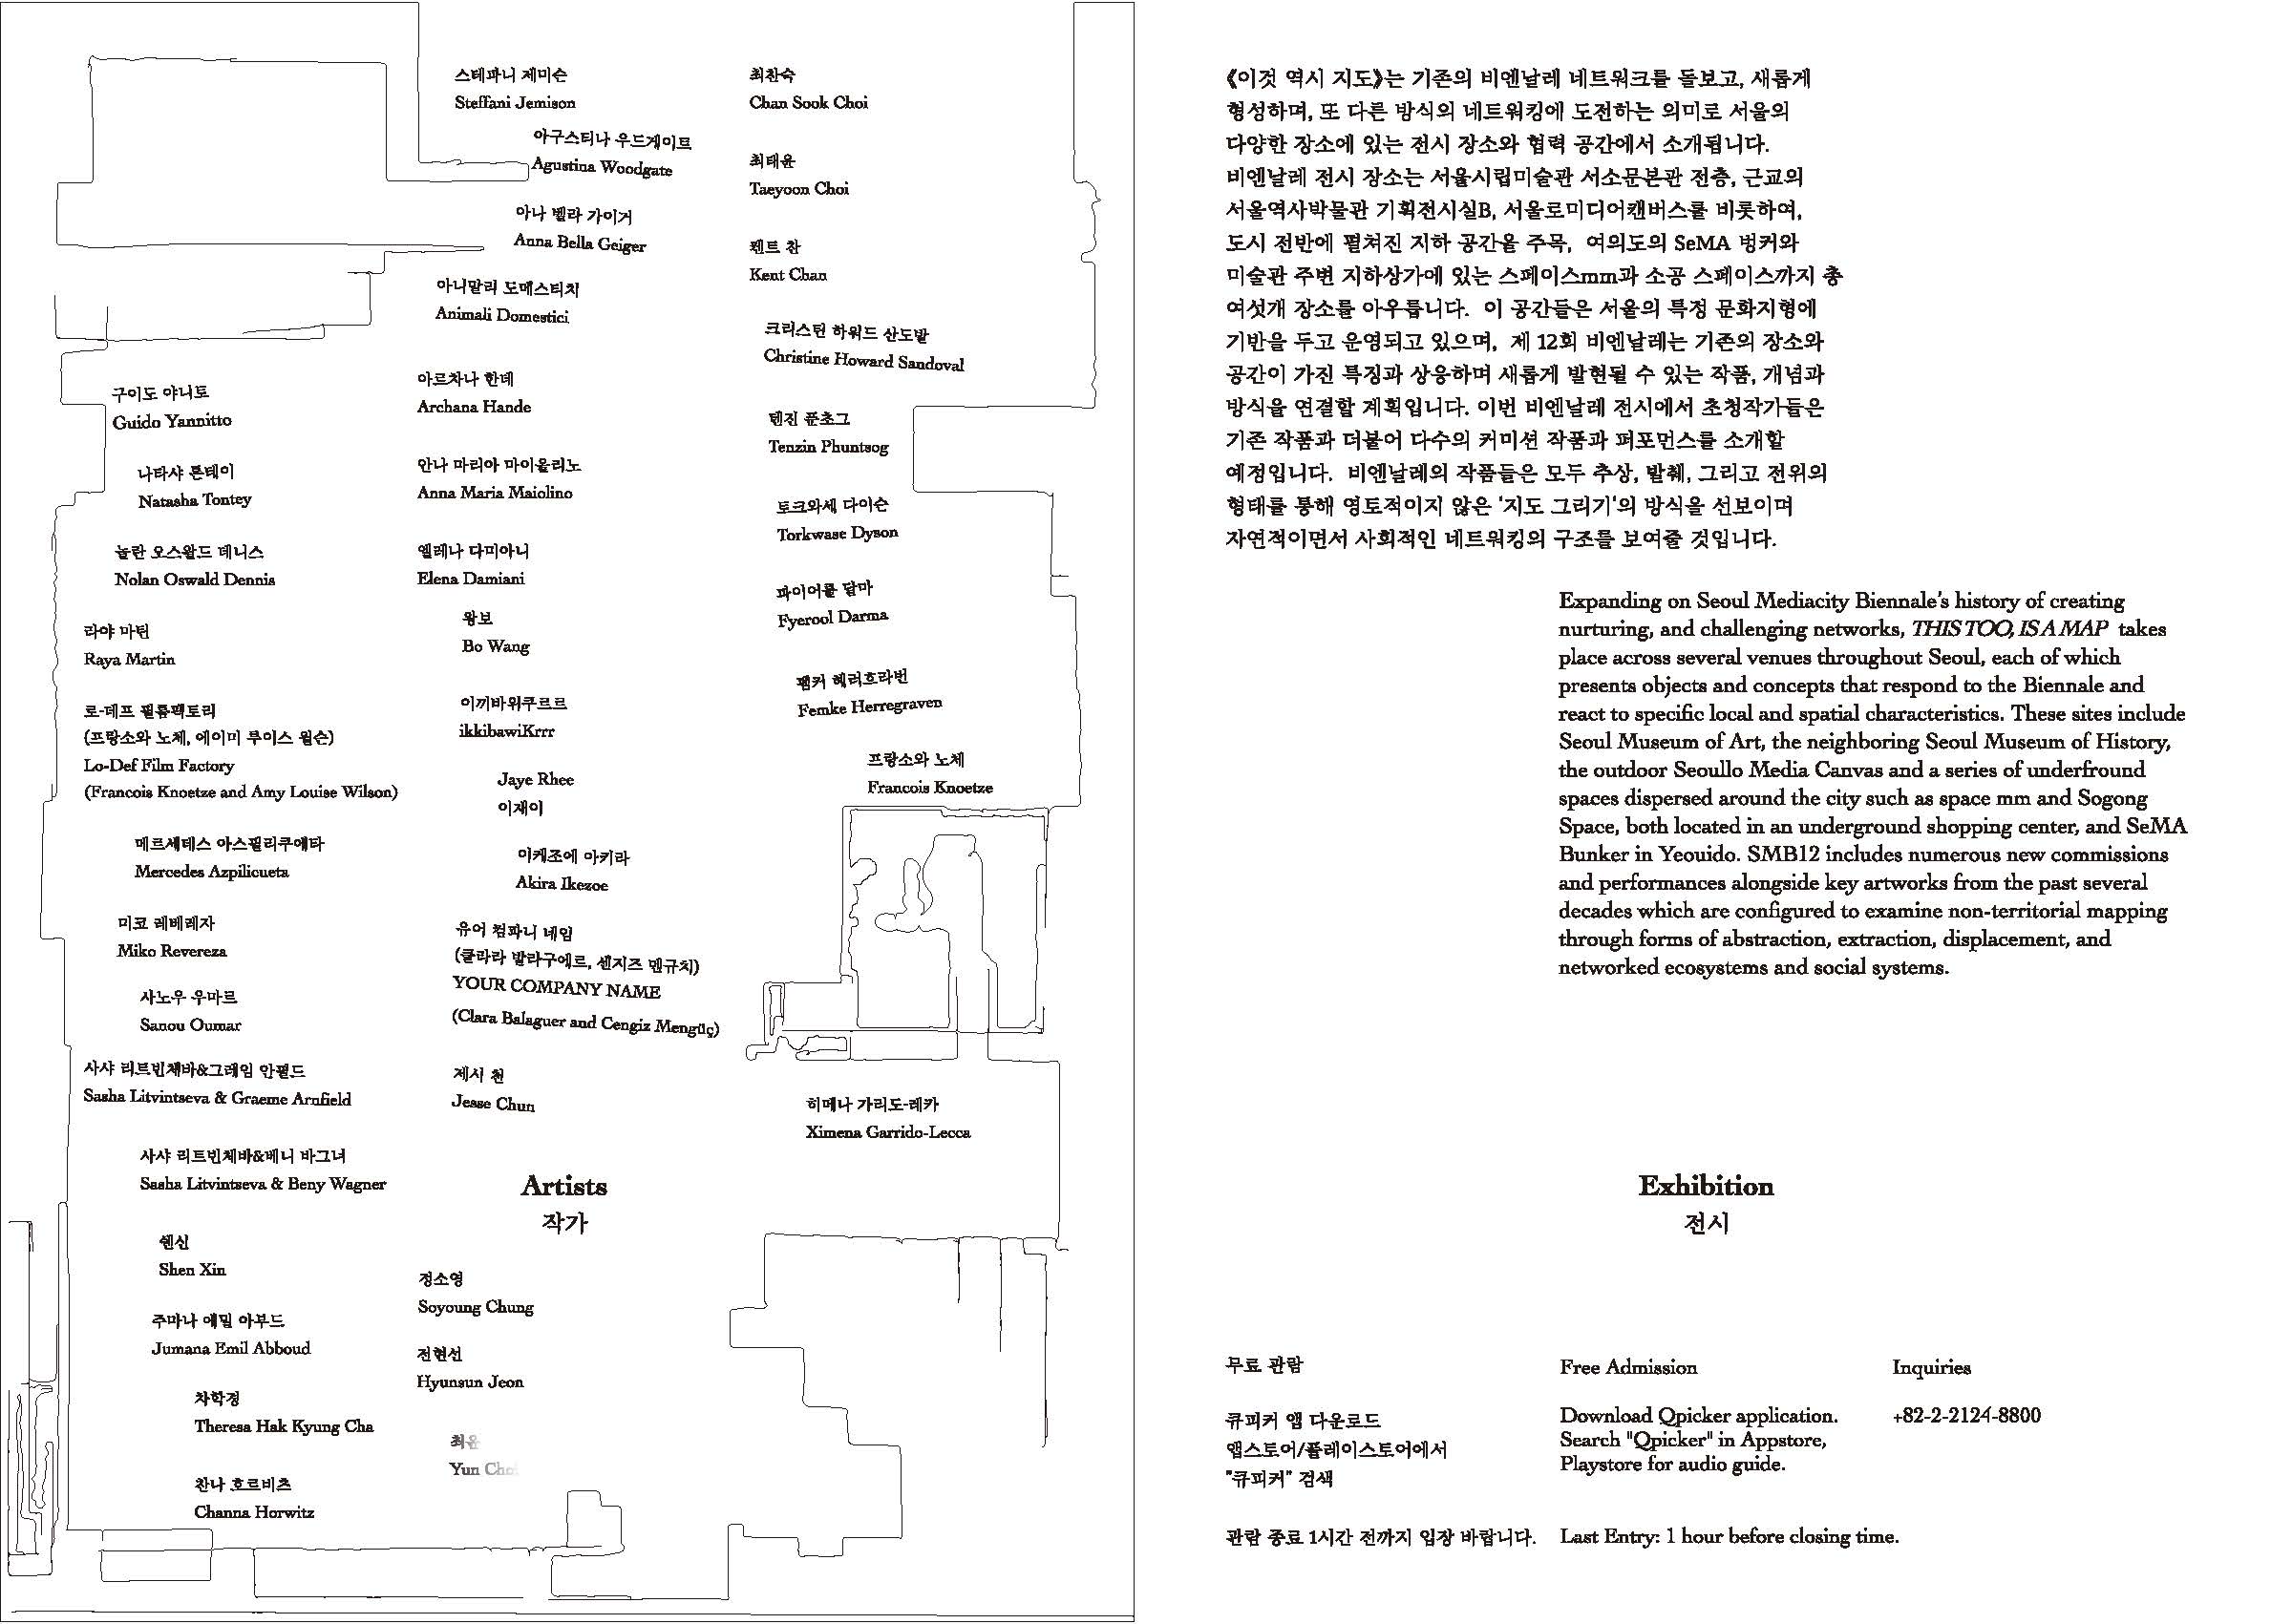 스테파니 제미슨
Steffani Jemison
아구스티나 우드게이트
Agustina Woodgate
아나 벨라 가이거
Anna Bella Geiger
아니말리 도메스티치
Animali Domestici
구이도 야니토
Guido Yannitto
나타샤 톤테이
Natasha Tontey
놀란 오스왈드 데니스
Nolan Oswald Dennis
라야 마틴
Raya Martin
로-데프 필름팩토리
(프랑소와 노체, 에이미 루이스 윌슨)
Lo-Def Film Factory
(Francois Knoetze and Amy Louise Wilson)
메르세데스 아스필리쿠에타
Mercedes Azpilicueta
미코 레베레자
Miko Revereza
사노우 우마르
Sanou Oumar
사샤 리트빈체바&그레임 안필드
Sasha Litvintseva & Graeme Arnfield
사샤 리트빈체바&베니 바그너
Sasha Litvintseva & Beny Wagner
쉔신
Shen Xin
주마나 에밀 아부드
Jumana Emil Abboud
차학경
Theresa Hak Kyung Cha
찬나 호르비츠
Channa Horwitz
아르차나 한데
Archana Hande
안나 마리아 마이올리노
Anna Maria Maiolino
엘레나 다미아니
Elena Damiani
왕보
Bo Wang
이끼바위쿠르르
ikkibawiKrrr
Jaye Rhee
이재이
이케조에 아키라
Akira Ikezoe
유어 컴파니 네임
(클라라 발라구에르, 센지즈 멘규치)
YOUR COMPANY NAME
(Clara Balaguer and Cengiz Mengüç)
제시 천
Jesse Chun
Artists
작가
정소영
Soyoung Chung
전현선
Hyunsun Jeon
최윤
Yun Choi
최찬숙
Chan Sook Choi
최태윤
Taeyoon Choi
켄트 찬
Kent Chan
크리스틴 하워드 산도발
Christine Howard Sandoval
텐진 푼초그
Tenzin Phuntsog
토크와세 다이슨
Torkwase Dyson
파이어룰 달마
Fyerool Darma
펨커 헤러흐라번
Femke Herregraven
프랑소와 노체
Francois Knoetze
히메나 가리도-레카
Ximena Garrido-Lecca
《이것 역시 지도》는 기존의 비엔날레 네트워크를 돌보고, 새롭게
형성하며, 또 다른 방식의 네트워킹에 도전하는 의미로 서울의
다양한 장소에 있는 전시 장소와 협력 공간에서 소개됩니다.
비엔날레 전시 장소는 서울시립미술관 서소문본관 전층, 근교의
서울역사박물관 기획전시실B, 서울로미디어캔버스를 비롯하여,
도시 전반에 펼쳐진 지하 공간을 주목, 여의도의 SeMA 벙커와
미술관 주변 지하상가에 있는 스페이스mm과 소공 스페이스까지 총
여섯개 장소를 아우릅니다. 이 공간들은 서울의 특정 문화지형에
기반을 두고 운영되고 있으며, 제 12회 비엔날레는 기존의 장소와
공간이 가진 특징과 상응하며 새롭게 발현될 수 있는 작품, 개념과
방식을 연결할 계획입니다. 이번 비엔날레 전시에서 초청작가들은
기존 작품과 더불어 다수의 커미션 작품과 퍼포먼스를 소개할
예정입니다. 비엔날레의 작품들은 모두 추상, 발췌, 그리고 전위의
형태를 통해 영토적이지 않은 '지도 그리기'의 방식을 선보이며
자연적이면서 사회적인 네트워킹의 구조를 보여줄 것입니다.
Expanding on Seoul Mediacity Biennale's history of creating
nurturing, and challenging networks, THIS TOO, IS A MAP takes
place across several venues throughout Seoul, each of which
presents objects and concepts that respond to the Biennale and
react to specific local and spatial characteristics. These sites include
Seoul Museum of Art, the neighboring Seoul Museum of History,
the outdoor Seoullo Media Canvas and a series of underfround
spaces dispersed around the city such as space mm and Sogong
Space, both located in an underground shopping center, and SeMA
Bunker in Yeouido. SMB12 includes numerous new commissions
and performances alongside key artworks from the past several
decades which are configured to examine non-territorial mapping
through forms of abstraction, extraction, displacement, and
networked ecosystems and social systems.
Exhibition
전시
무료 관람
큐피커 앱 다운로드
앱스토어/플레이스토어에서
"큐피커" 검색
관람 종료 1시간 전까지 입장 바랍니다.
Free Admission
Download Qpicker application.
Search "Qpicker" in Appstore,
Playstore for audio guide.
Last Entry: 1 hour before closing time.
Inquiries
+82-2-2124-8800